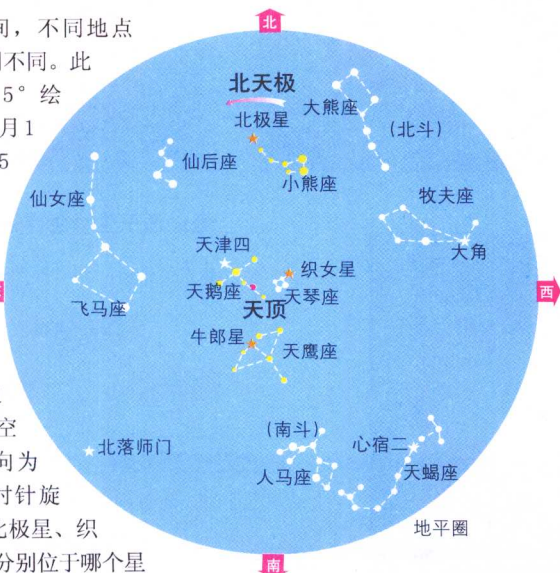 北
间，不同地点
则不同。此
5°绘
月1
5
北天极
北极星
大熊座
(北斗)
仙后座
小熊座
仙女座
牧夫座
大角
天津四
织女星
天鹅座
天琴座
飞马座
天顶
西
牛郎星
天鹰座
空
向为
时针旋
北极星、织
分别位于哪个星
北落师门
(南斗)
心宿二
人马座
天蝎座
地平圈
南